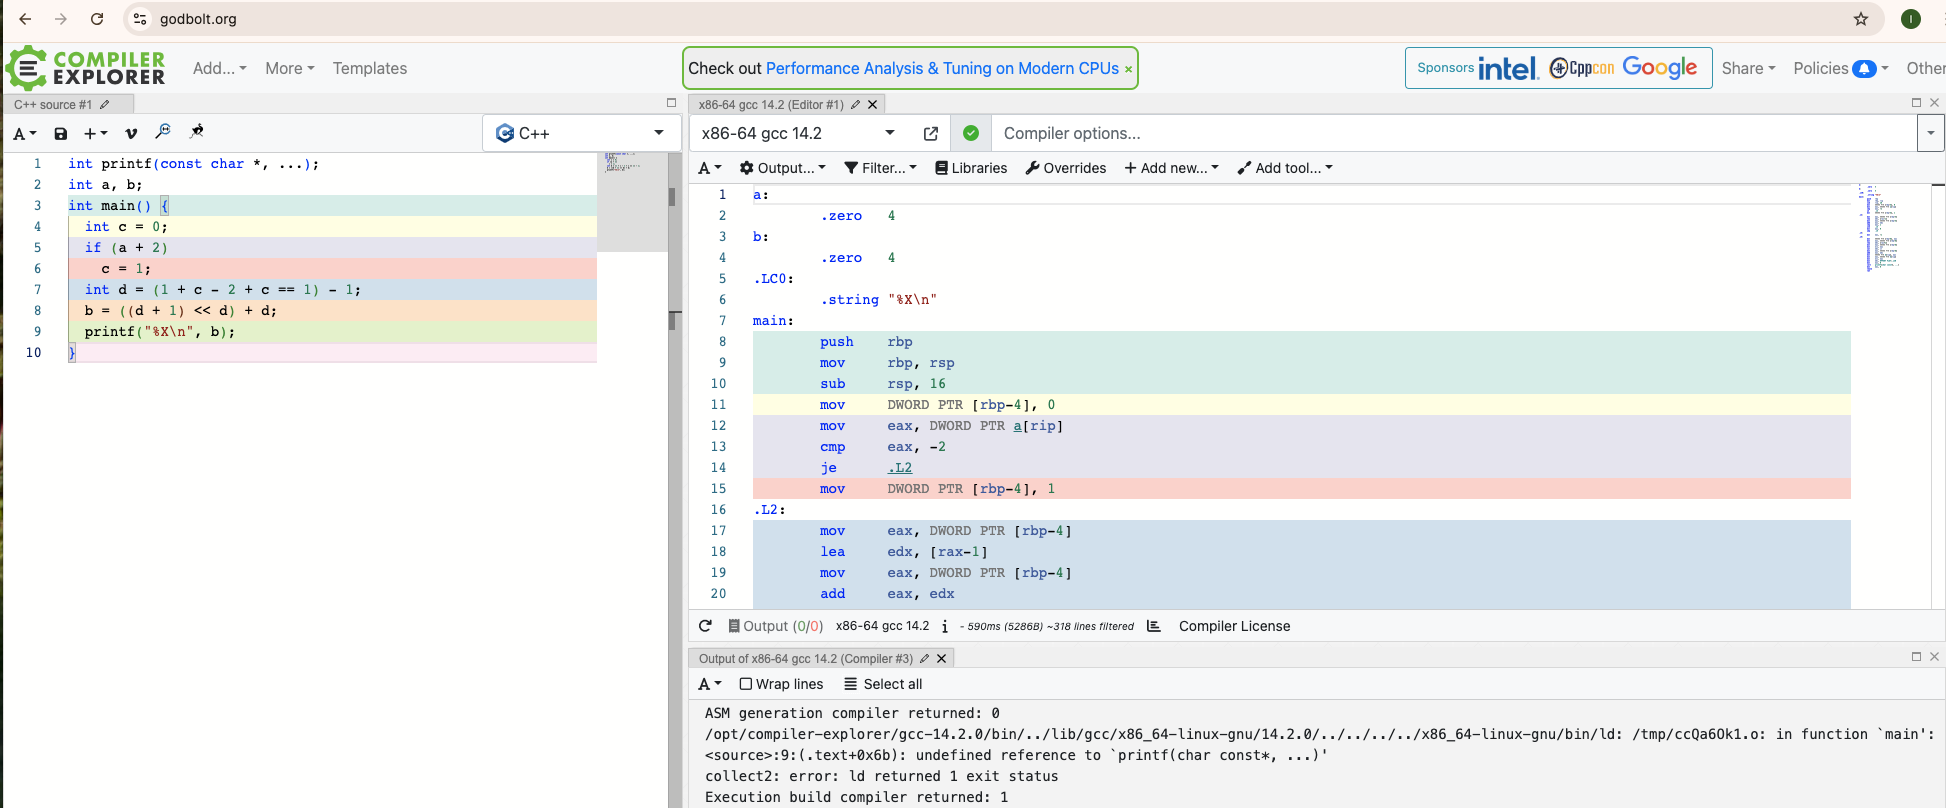 godbolt.org
I
COMPILER
EXPLORER
Add...
More
Templates
Check out Performance Analysis & Tuning on Modern CPUs ×
Sponsors intel. Cppcon Google
Share
Policies
Other
C++ source #1
A
C++
1 int printf(const char *, ...);
2 int a, b;
3 int main() {
4 int c = 0;
5 if (a + 2)
6 c = 1;
7 int d = (1 + c - 2 + c == 1) - 1;
8 b = ((d + 1) << d) + d;
9 printf("%X\n", b);
10 }
x86-64 gcc 14.2 (Editor #1)
x86-64 gcc 14.2
Compiler options...
A Output... Filter... Libraries Overrides + Add new... Add tool...
1 a:
2 .zero 4
3 b:
4 .zero 4
5 .LC0:
6 .string "%X\n"
7 main:
8 push rbp
9 mov rbp, rsp
10 sub rsp, 16
11 mov DWORD PTR [rbp-4], 0
12 mov eax, DWORD PTR a[rip]
13 cmp eax, -2
14 je .L2
15 mov DWORD PTR [rbp-4], 1
16 .L2:
17 mov eax, DWORD PTR [rbp-4]
18 lea edx, [rax-1]
19 mov eax, DWORD PTR [rbp-4]
20 add eax, edx
Output (0/0) x86-64 gcc 14.2 i - 590ms (5286B) ~318 lines filtered Compiler License
Output of x86-64 gcc 14.2 (Compiler #3)
A Wrap lines Select all
ASM generation compiler returned: 0
/opt/compiler-explorer/gcc-14.2.0/bin/../lib/gcc/x86_64-linux-gnu/14.2.0/../../../../x86_64-linux-gnu/bin/ld: /tmp/ccQa6Ok1.o: in function `main':
<source>:9:(.text+0x6b): undefined reference to `printf(char const*, ...)'
collect2: error: ld returned 1 exit status
Execution build compiler returned: 1